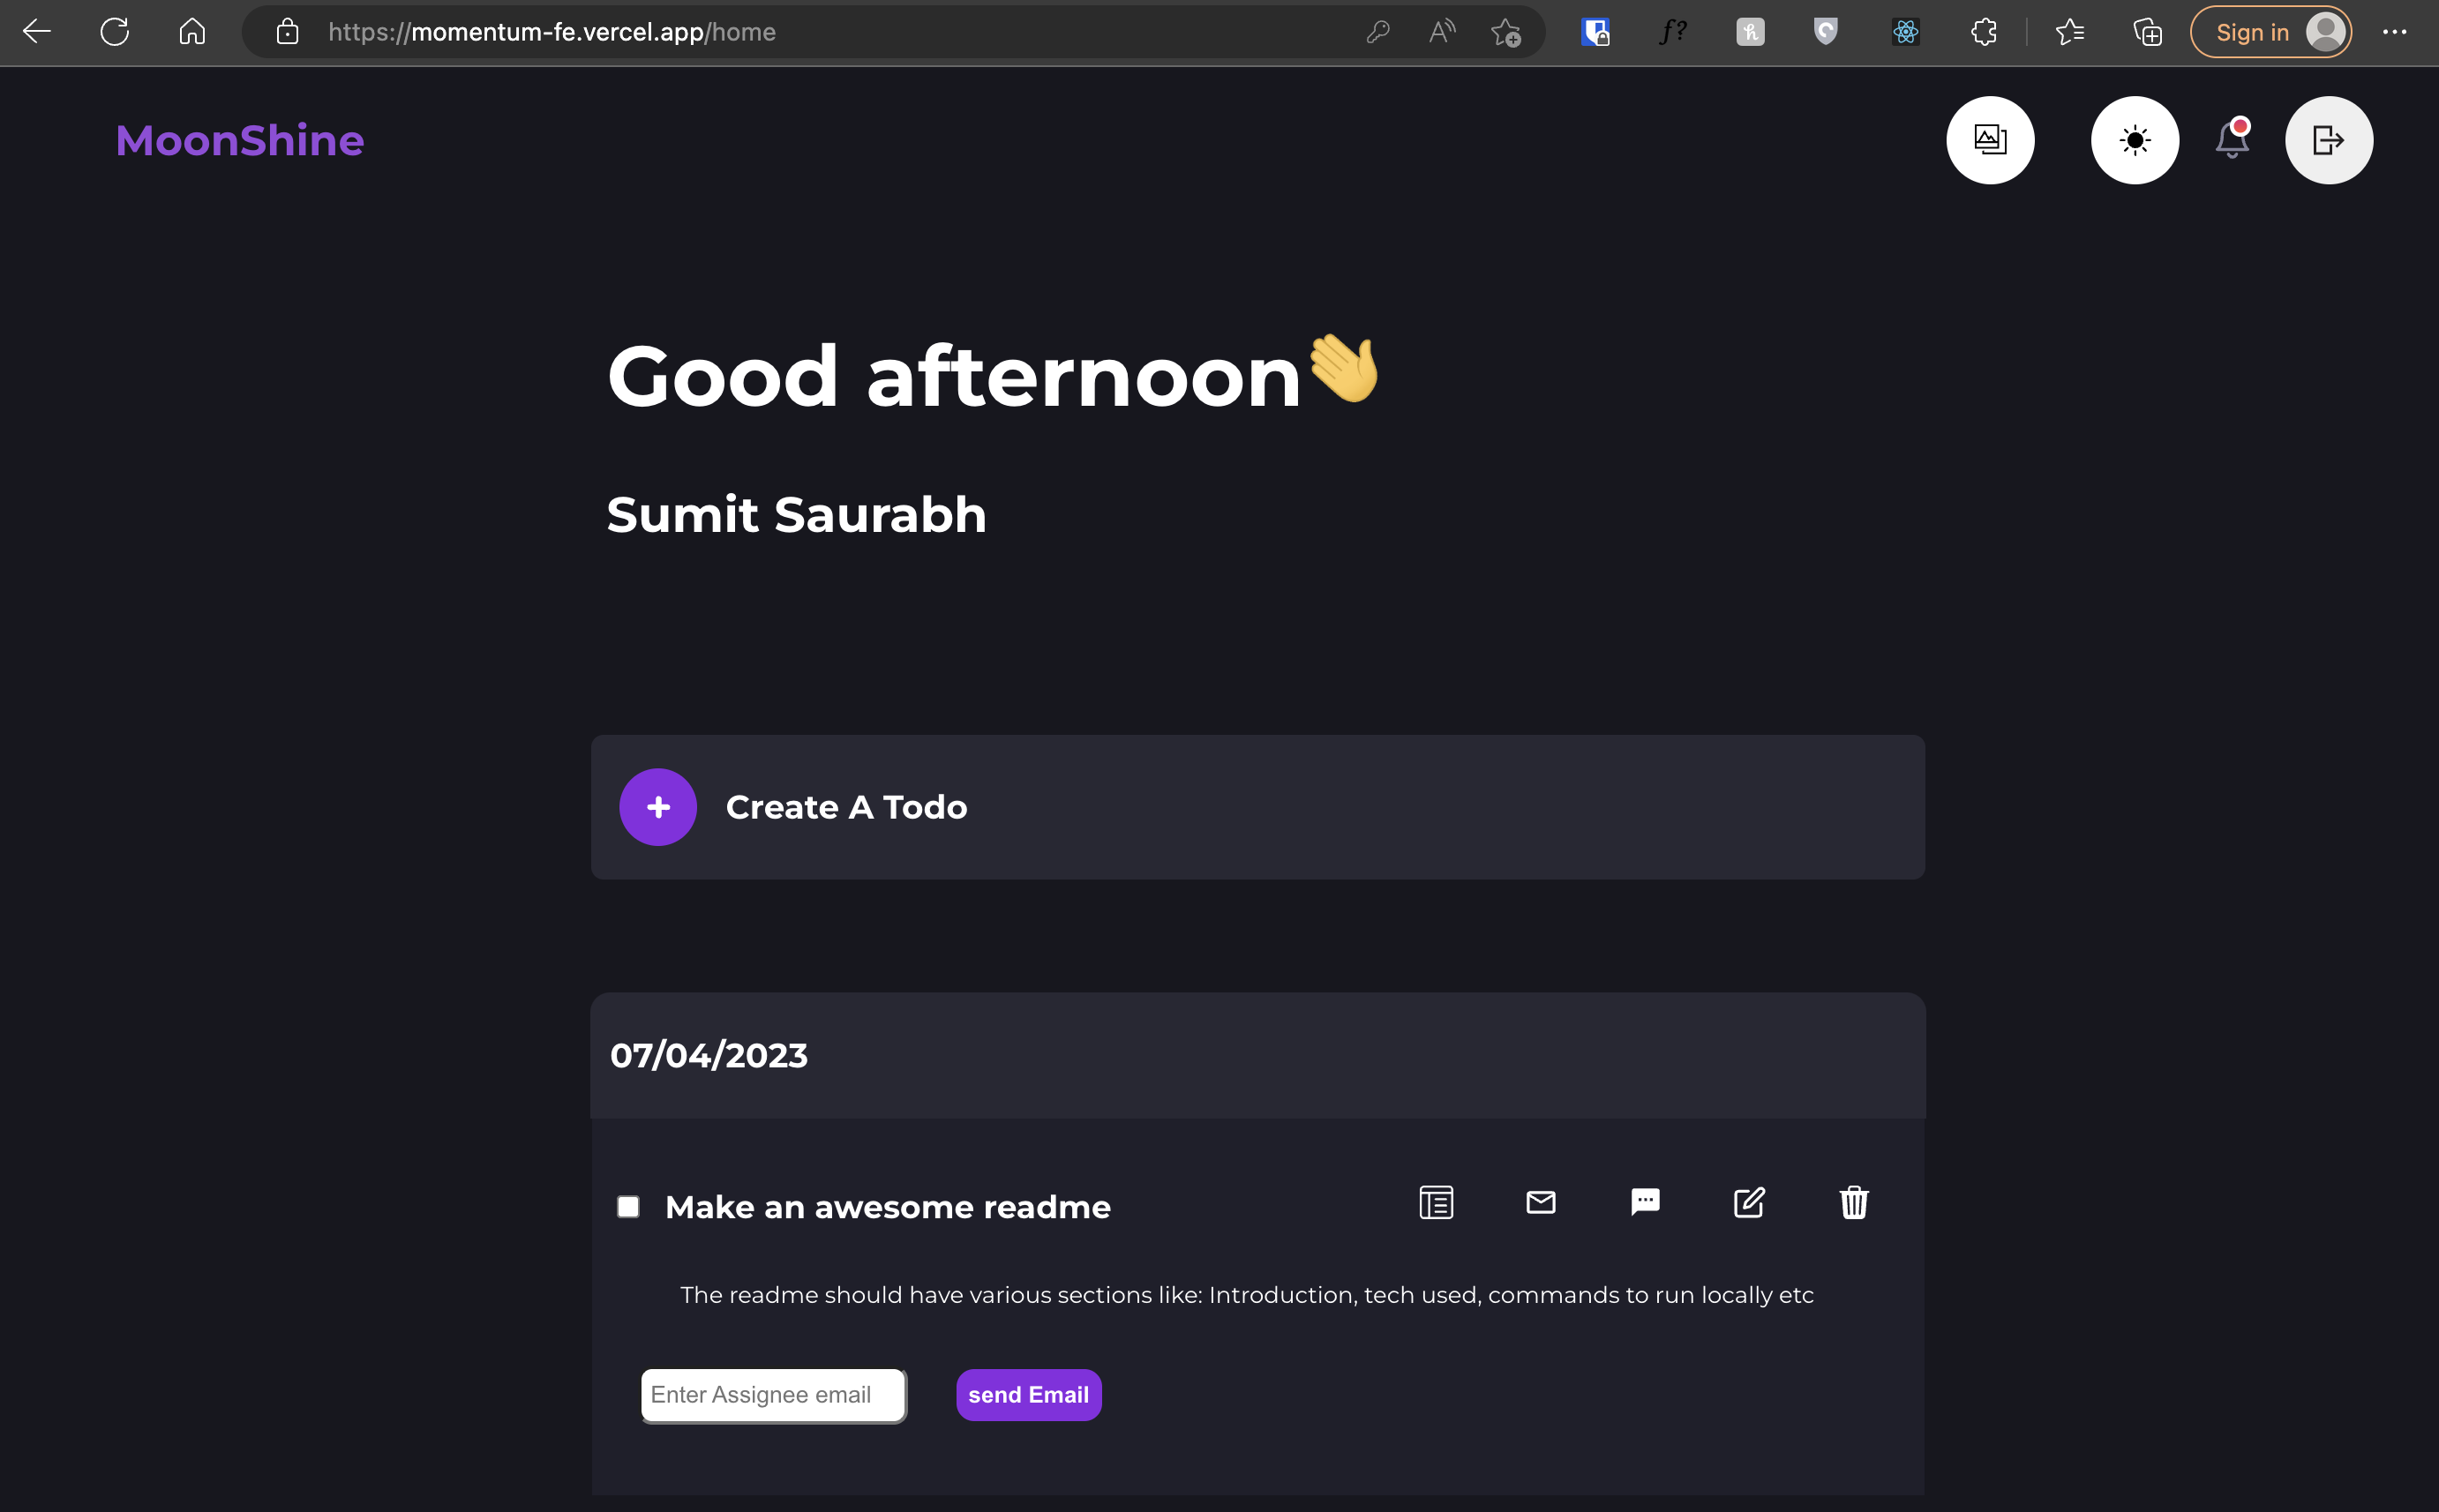 https://momentum-fe.vercel.app/home
Sign in
MoonShine
Good afternoon👋
Sumit Saurabh
Create A Todo
07/04/2023
Make an awesome readme
The readme should have various sections like: Introduction, tech used, commands to run locally etc
Enter Assignee email
send Email